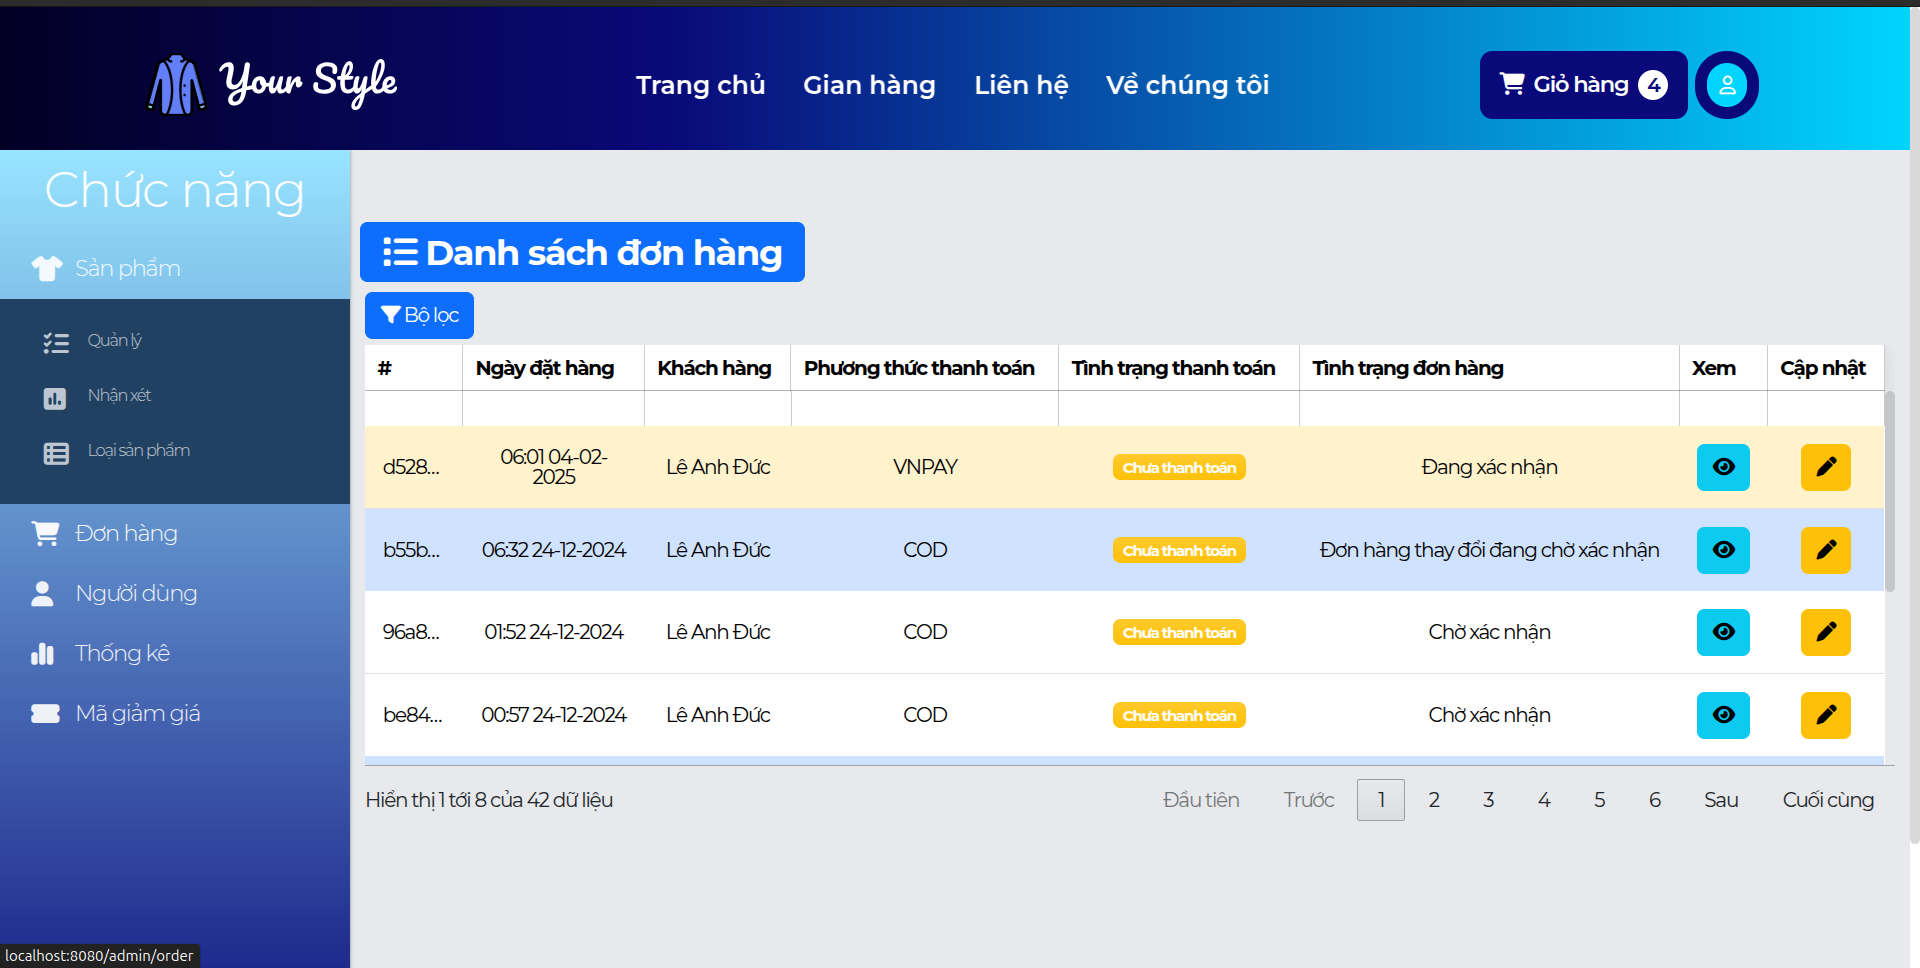 Your Style
Trang chủ
Gian hàng
Liên hệ
Về chúng tôi
Giỏ hàng 4
Chức năng
Sản phẩm
Quản lý
Nhận xét
Loại sản phẩm
Đơn hàng
Người dùng
Thống kê
Mã giảm giá
Danh sách đơn hàng
Bộ lọc
# Ngày đặt hàng Khách hàng Phương thức thanh toán Tình trạng thanh toán Tình trạng đơn hàng Xem Cập nhật
d528... 06:01 04-02-2025 Lê Anh Đức VNPAY Chưa thanh toán Đang xác nhận
b55b... 06:32 24-12-2024 Lê Anh Đức COD Chưa thanh toán Đơn hàng thay đổi đang chờ xác nhận
96a8... 01:52 24-12-2024 Lê Anh Đức COD Chưa thanh toán Chờ xác nhận
be84... 00:57 24-12-2024 Lê Anh Đức COD Chưa thanh toán Chờ xác nhận
Hiển thị 1 tới 8 của 42 dữ liệu
Đầu tiên Trước 1 2 3 4 5 6 Sau Cuối cùng
localhost:8080/admin/order